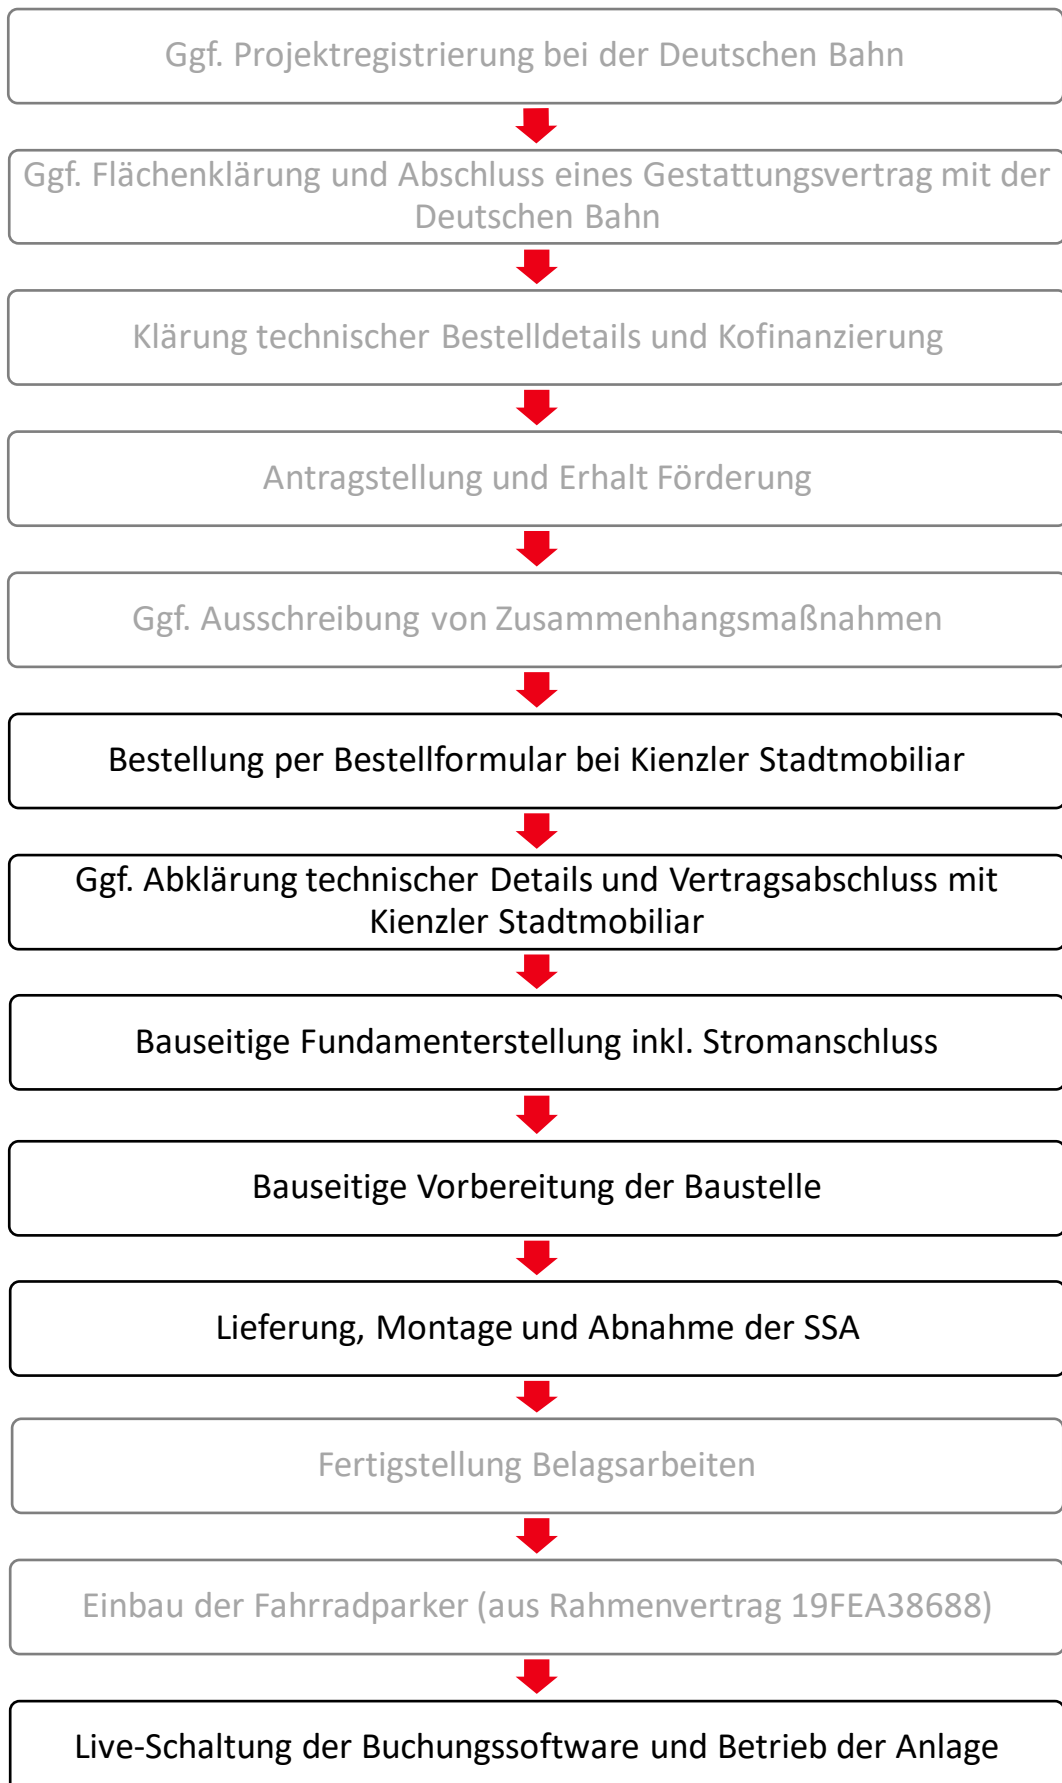 Ggf. Projektregistrierung bei der Deutschen Bahn
Ggf. Flächenklärung und Abschluss eines Gestattungsvertrag mit der
Deutschen Bahn
Klärung technischer Bestelldetails und Kofinanzierung
Antragstellung und Erhalt Förderung
Ggf. Ausschreibung von Zusammenhangsmaßnahmen
Bestellung per Bestellformular bei Kienzler Stadtmobiliar
Ggf. Abklärung technischer Details und Vertragsabschluss mit
Kienzler Stadtmobiliar
Bauseitige Fundamenterstellung inkl. Stromanschluss
Bauseitige Vorbereitung der Baustelle
Lieferung, Montage und Abnahme der SSA
Fertigstellung Belagsarbeiten
Einbau der Fahrradparker (aus Rahmenvertrag 19FEA38688)
Live-Schaltung der Buchungssoftware und Betrieb der Anlage